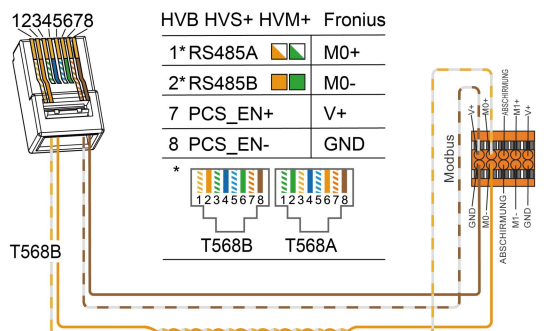 12345678
HVB HVS+ HVM+ Fronius
1* RS485A M0+
2* RS485B M0-
7 PCS_EN+ V+
8 PCS_EN- GND
*
12345678 12345678
T568B T568A
T568B
Modbus
V+ M0+ ABSCHIRMUNG M1+ V+
GND M0- ABSCHIRMUNG M1- GND